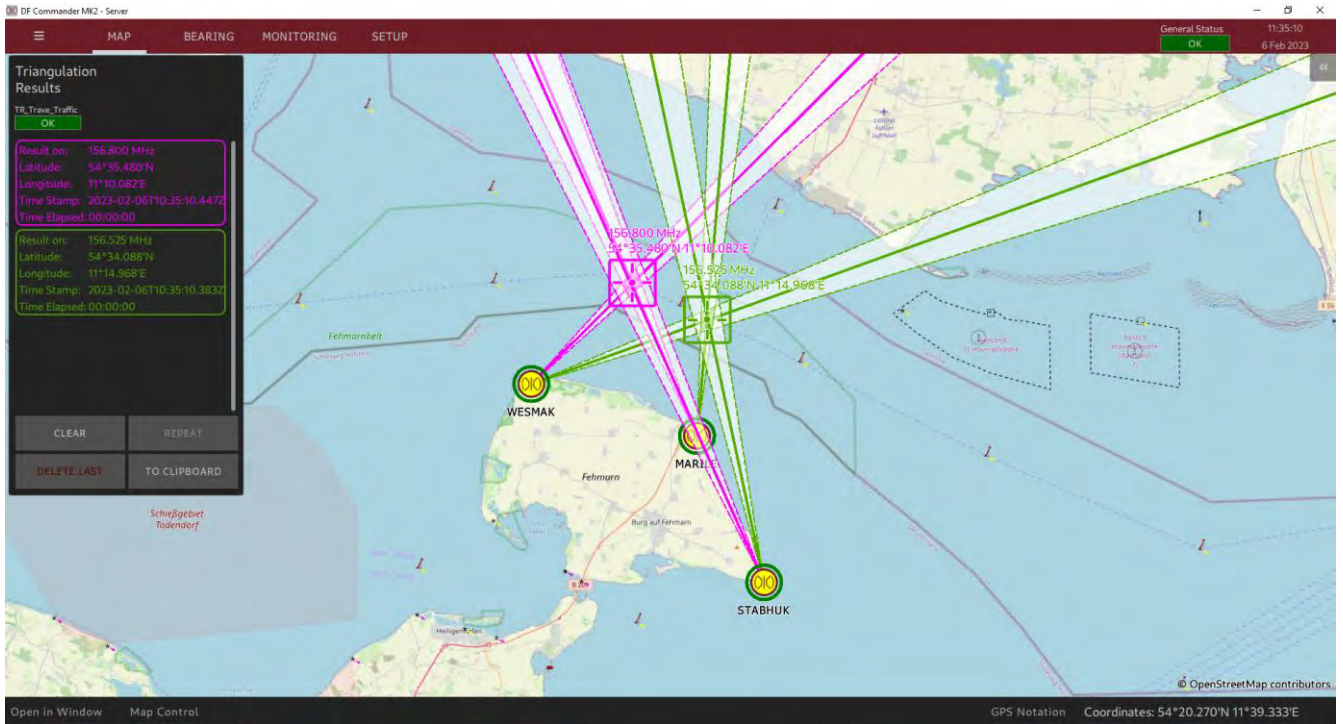 DF Commander MK2 - Server
MAP BEARING MONITORING SETUP
General Status
OK
11:35:10
6 Feb 2023
Triangulation
Results
TR_Trave_Traffic
OK
Result on: 156.800 MHz
Latitude: 54°35.480'N
Longitude: 11°10.082'E
Time Stamp: 2023-02-06T10:35:10.447Z
Time Elapsed: 00:00:00
Result on: 156.525 MHz
Latitude: 54°34.088'N
Longitude: 11°14.968'E
Time Stamp: 2023-02-06T10:35:10.383Z
Time Elapsed: 00:00:00
CLEAR REPEAT
DELETE LAST TO CLIPBOARD
156.800 MHz
54°35.480'N 11°10.082'E
156.525 MHz
54°34.088'N 11°14.968'E
Fehmarnbelt
WESMAK
Fehmarn
Burg auf Fehmarn
STABHUK
Schießgebiet
Todendorf
Heiligenhafen
E 55
© OpenStreetMap contributors
Open in Window Map Control
GPS Notation Coordinates: 54°20.270'N 11°39.333'E